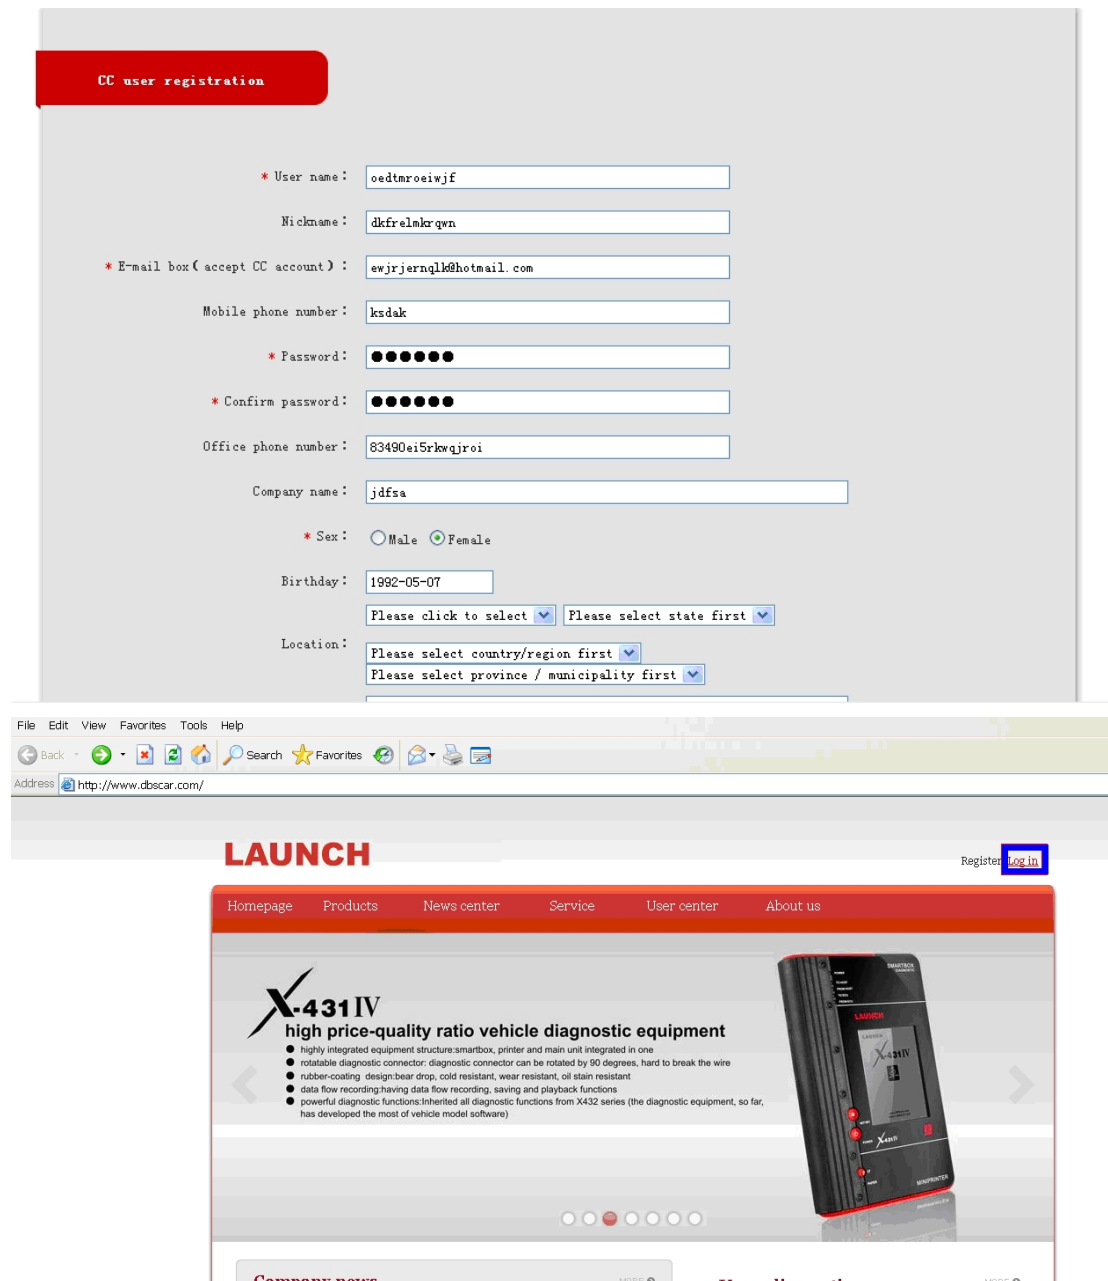 CC user registration
* User name: oedtmroeiwjf
Nickname: dkfrelmkrqwn
* E-mail box(accept CC account): ewjrjernqlk@hotmail.com
Mobile phone number: ksdak
* Password: ●●●●●●
* Confirm password: ●●●●●●
Office phone number: 83490ei5rkwqjroi
Company name: jdfsa
* Sex: Male Female
Birthday: 1992-05-07
Please click to select Please select state first
Location: Please select country/region first
Please select province / municipality first
File Edit View Favorites Tools Help
Back Search Favorites
Address http://www.dbscar.com/
LAUNCH
Register Log in
Homepage Products News center Service User center About us
X-431 IV
high price-quality ratio vehicle diagnostic equipment
● highly integrated equipment structure:smartbox, printer and main unit integrated in one
● rotatable diagnostic connector: diagnostic connector can be rotated by 90 degrees, hard to break the wire
● rubber-coating design:bear drop, cold resistant, wear resistant, oil stain resistant
● data flow recording:having data flow recording, saving and playback functions
● powerful diagnostic functions:Inherited all diagnostic functions from X432 series (the diagnostic equipment, so far,
has developed the most of vehicle model software)
SMARTBOX
LAUNCH
X-431 IV
X-431 IV
MINIPRINTER
Company news MORE
MORE